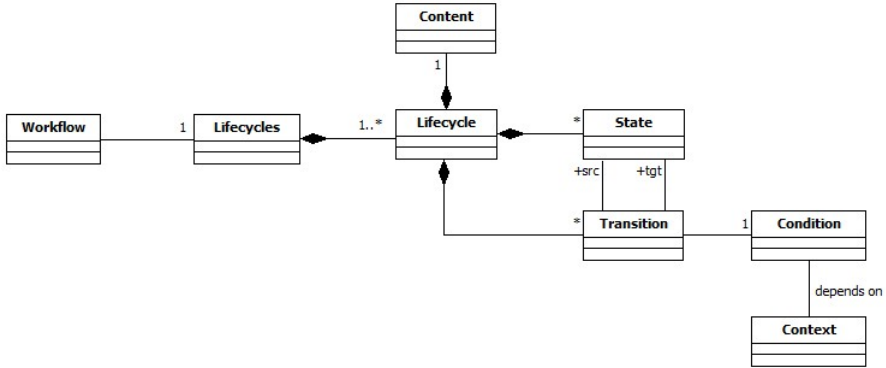 Content
1
Workflow
1
Lifecycles
1..*
Lifecycle
*
State
+src
+tgt
*
Transition
1
Condition
depends on
Context